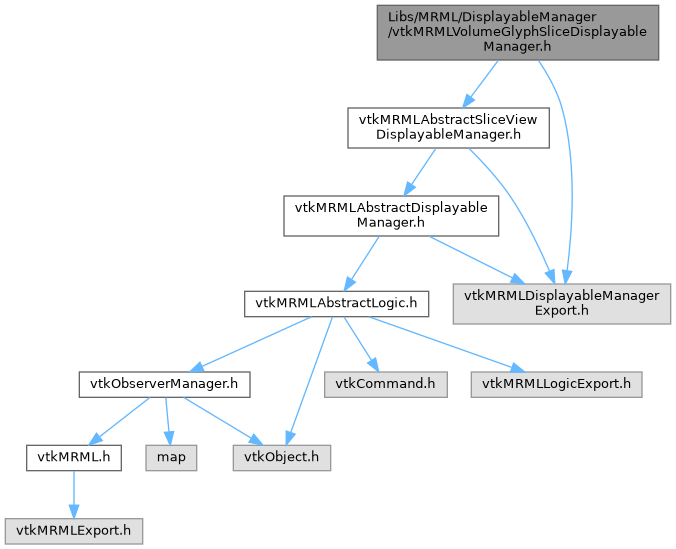 Libs/MRML/DisplayableManager
/vtkMRMLVolumeGlyphSliceDisplayable
Manager.h
vtkMRMLAbstractSliceView
DisplayableManager.h
vtkMRMLAbstractDisplayable
Manager.h
vtkMRMLDisplayableManager
Export.h
vtkMRMLAbstractLogic.h
vtkObserverManager.h
vtkCommand.h
vtkMRMLLogicExport.h
vtkMRML.h
map
vtkObject.h
vtkMRMLExport.h